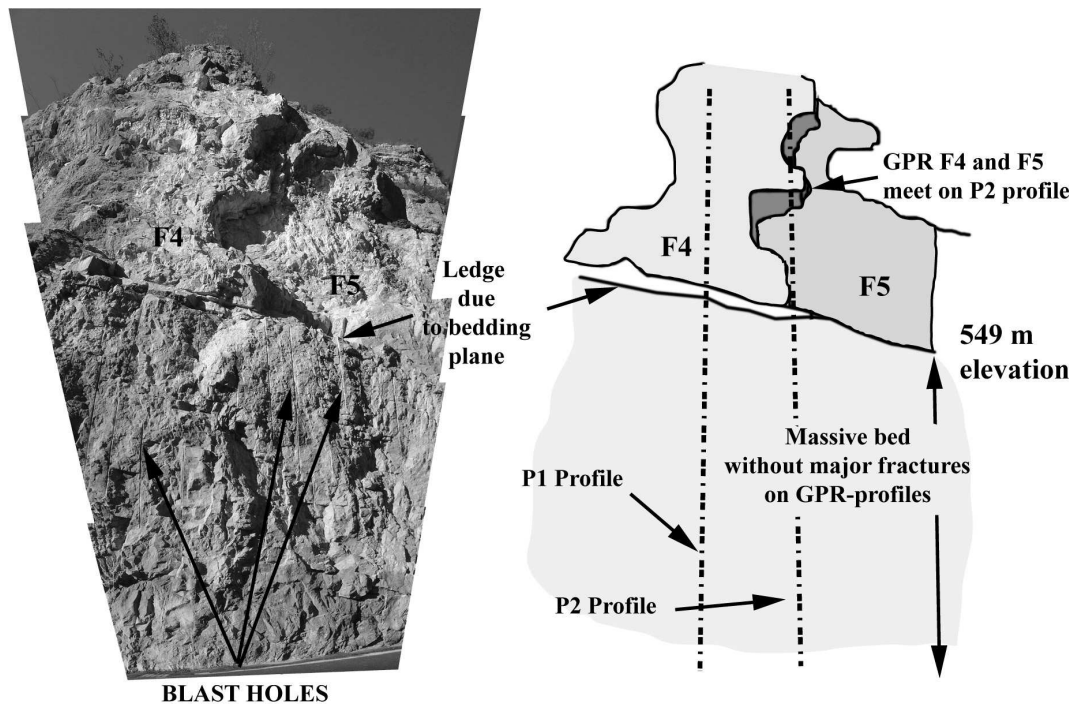 F4
F5
Ledge
due
to bedding
plane
BLAST HOLES
GPR F4 and F5
meet on P2 profile
F4
F5
549 m
elevation
Massive bed
without major fractures
on GPR-profiles
P1 Profile
P2 Profile